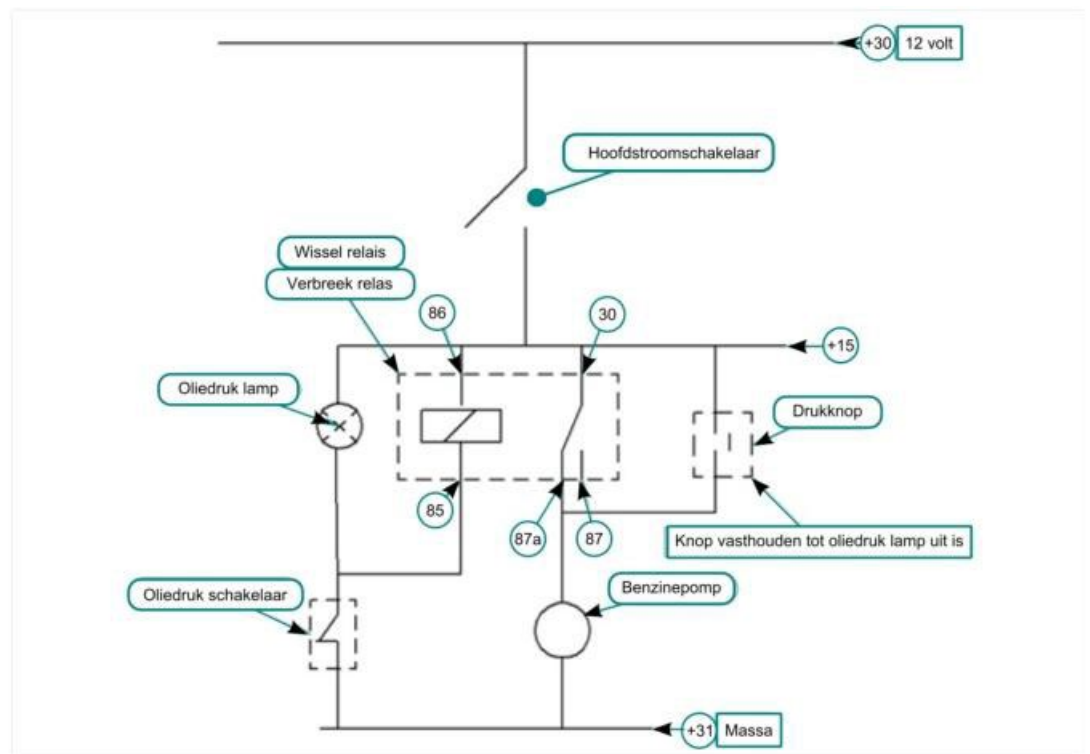 +30 12 volt
Hoofdstroomschakelaar
Wissel relais
Verbreek relas
86
30
+15
Oliedruk lamp
Drukknop
85
87a
87
Knop vasthouden tot oliedruk lamp uit is
Oliedruk schakelaar
Benzinepomp
+31 Massa